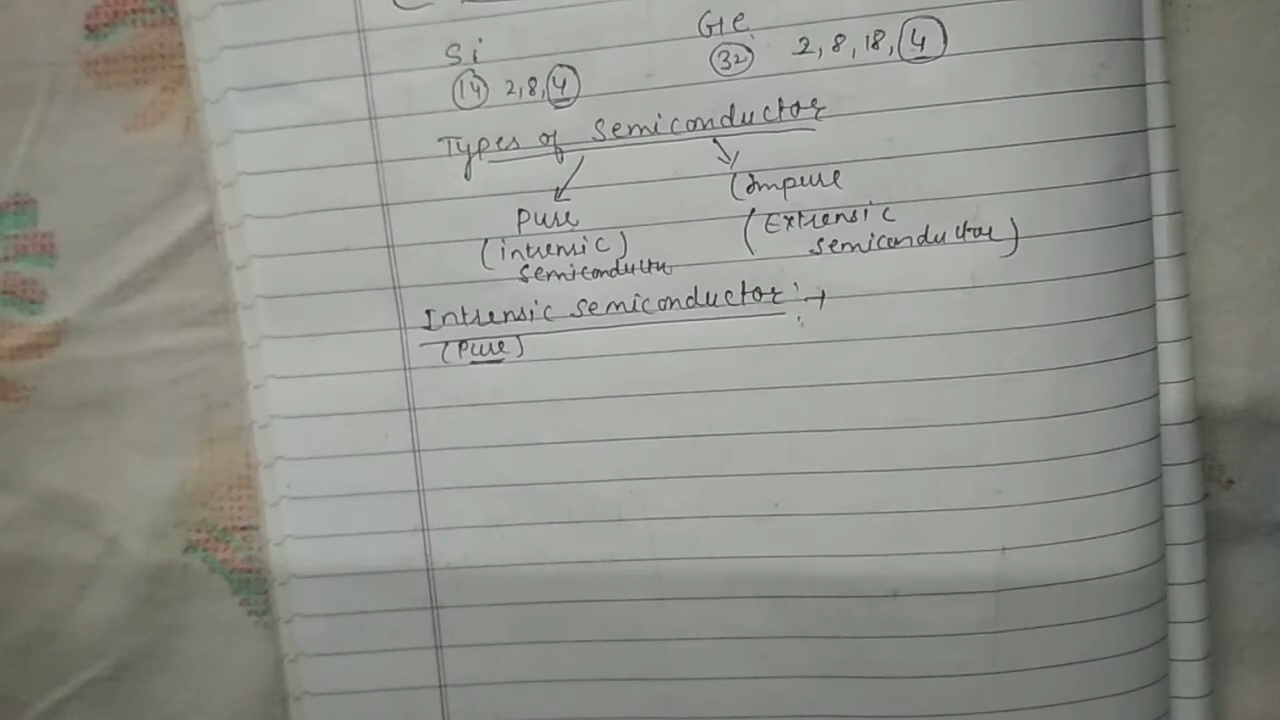 Si
Ge
(14) 2,8,4
(32) 2,8,18,4
Types of Semiconductor
Pure
(intrensic)
semiconductor
Impure
(Extrensic
semiconductor)
Intrensic semiconductor :→
(Pure)